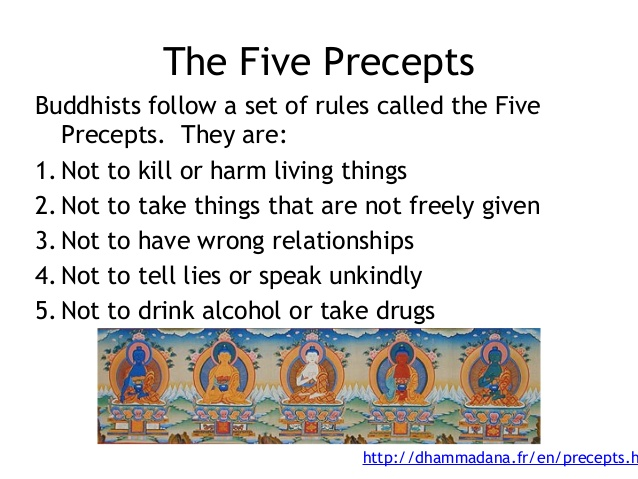 The Five Precepts
Buddhists follow a set of rules called the Five
Precepts. They are:
1. Not to kill or harm living things
2. Not to take things that are not freely given
3. Not to have wrong relationships
4. Not to tell lies or speak unkindly
5. Not to drink alcohol or take drugs
http://dhammadana.fr/en/precepts.h